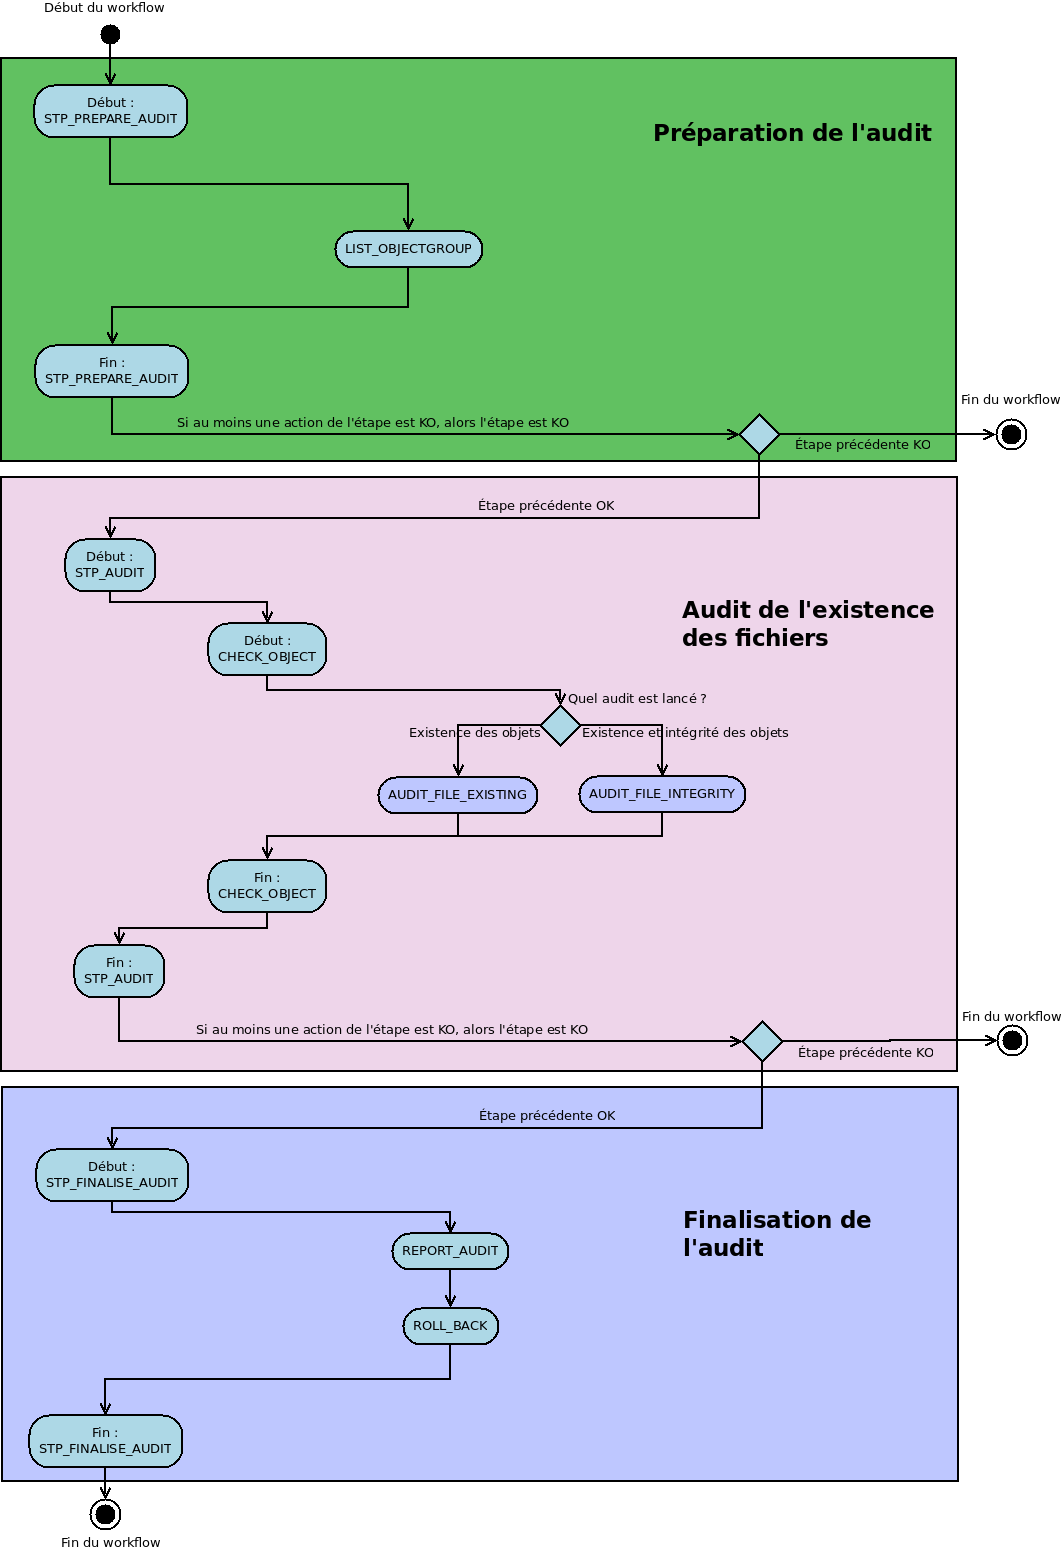 Début du workflow
Début :
STP_PREPARE_AUDIT
Préparation de l'audit
LIST_OBJECTGROUP
Fin :
STP_PREPARE_AUDIT
Si au moins une action de l'étape est KO, alors l'étape est KO
Étape précédente KO
Fin du workflow
Étape précédente OK
Début :
STP_AUDIT
Audit de l'existence
des fichiers
Début :
CHECK_OBJECT
Quel audit est lancé ?
Existence des objets
Existence et intégrité des objets
AUDIT_FILE_EXISTING
AUDIT_FILE_INTEGRITY
Fin :
CHECK_OBJECT
Fin :
STP_AUDIT
Si au moins une action de l'étape est KO, alors l'étape est KO
Étape précédente KO
Fin du workflow
Étape précédente OK
Début :
STP_FINALISE_AUDIT
Finalisation de
l'audit
REPORT_AUDIT
ROLL_BACK
Fin :
STP_FINALISE_AUDIT
Fin du workflow